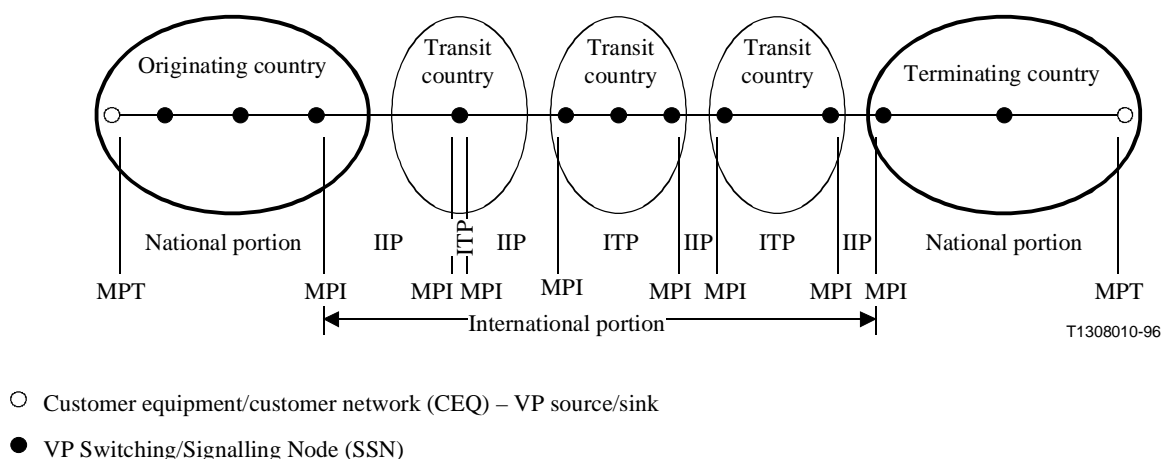 Originating country
Transit
country
Transit
country
Transit
country
Terminating country
National portion
IIP
ITP
IIP
ITP
IIP
ITP
IIP
National portion
MPT
MPI
MPI
MPI
MPI
MPI
MPI
MPI
MPI
MPT
International portion
T1308010-96
Customer equipment/customer network (CEQ) – VP source/sink
VP Switching/Signalling Node (SSN)